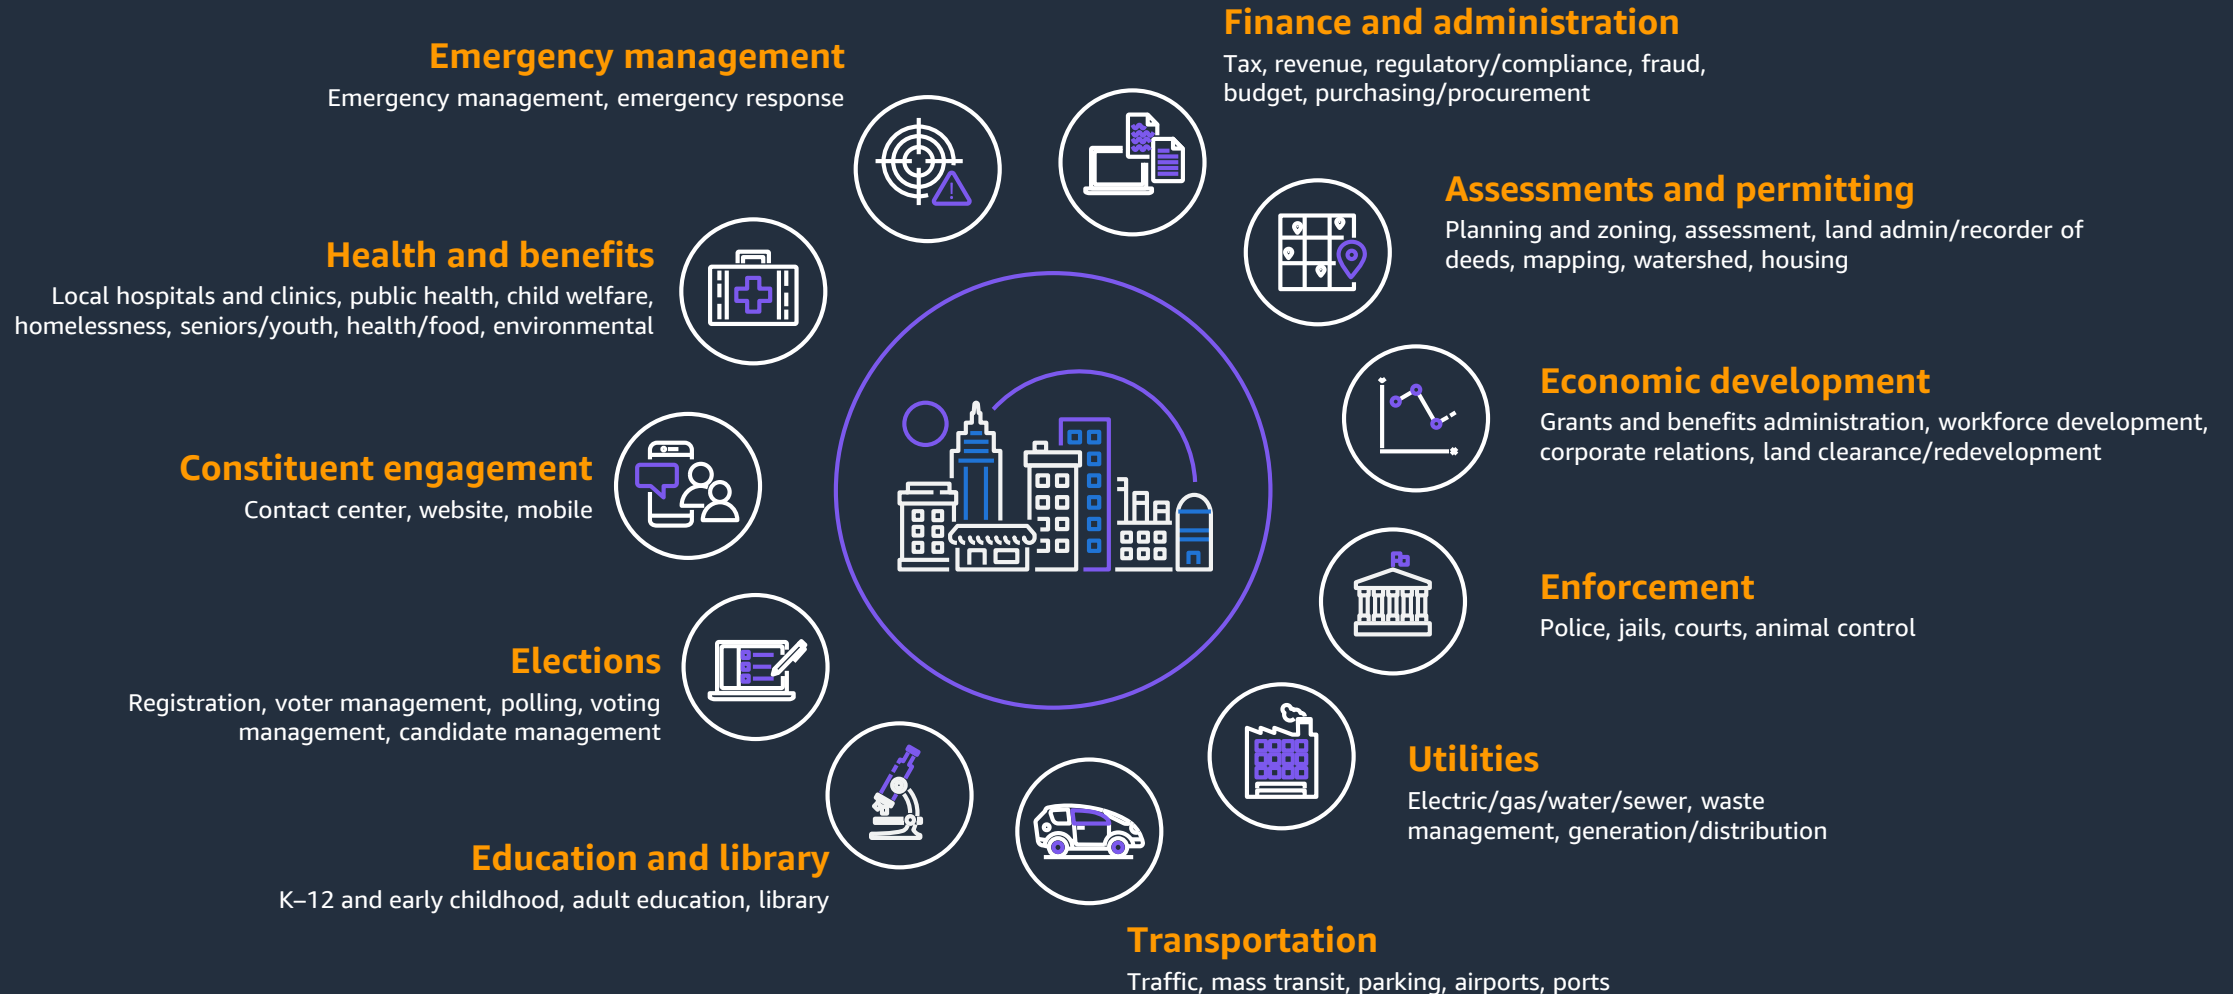 Finance and administration
Tax, revenue, regulatory/compliance, fraud,
budget, purchasing/procurement
Emergency management
Emergency management, emergency response
Assessments and permitting
Planning and zoning, assessment, land admin/recorder of
deeds, mapping, watershed, housing
Health and benefits
Local hospitals and clinics, public health, child welfare,
homelessness, seniors/youth, health/food, environmental
Economic development
Grants and benefits administration, workforce development,
corporate relations, land clearance/redevelopment
Constituent engagement
Contact center, website, mobile
Enforcement
Police, jails, courts, animal control
Elections
Registration, voter management, polling, voting
management, candidate management
Utilities
Electric/gas/water/sewer, waste
management, generation/distribution
Education and library
K–12 and early childhood, adult education, library
Transportation
Traffic, mass transit, parking, airports, ports